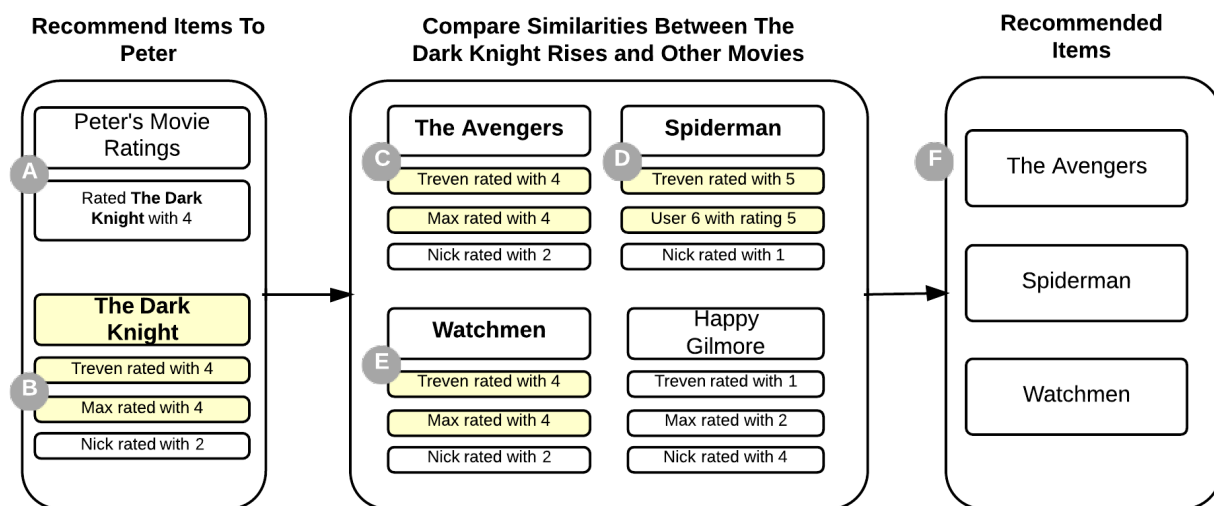 Recommend Items To
Peter
Peter's Movie
Ratings
A
Rated The Dark
Knight with 4
The Dark
Knight
Treven rated with 4
B
Max rated with 4
Nick rated with 2
Compare Similarities Between The
Dark Knight Rises and Other Movies
The Avengers
C
Treven rated with 4
Max rated with 4
Nick rated with 2
Spiderman
D
Treven rated with 5
User 6 with rating 5
Nick rated with 1
Watchmen
E
Treven rated with 4
Max rated with 4
Nick rated with 2
Happy
Gilmore
Treven rated with 1
Max rated with 2
Nick rated with 4
Recommended
Items
F
The Avengers
Spiderman
Watchmen